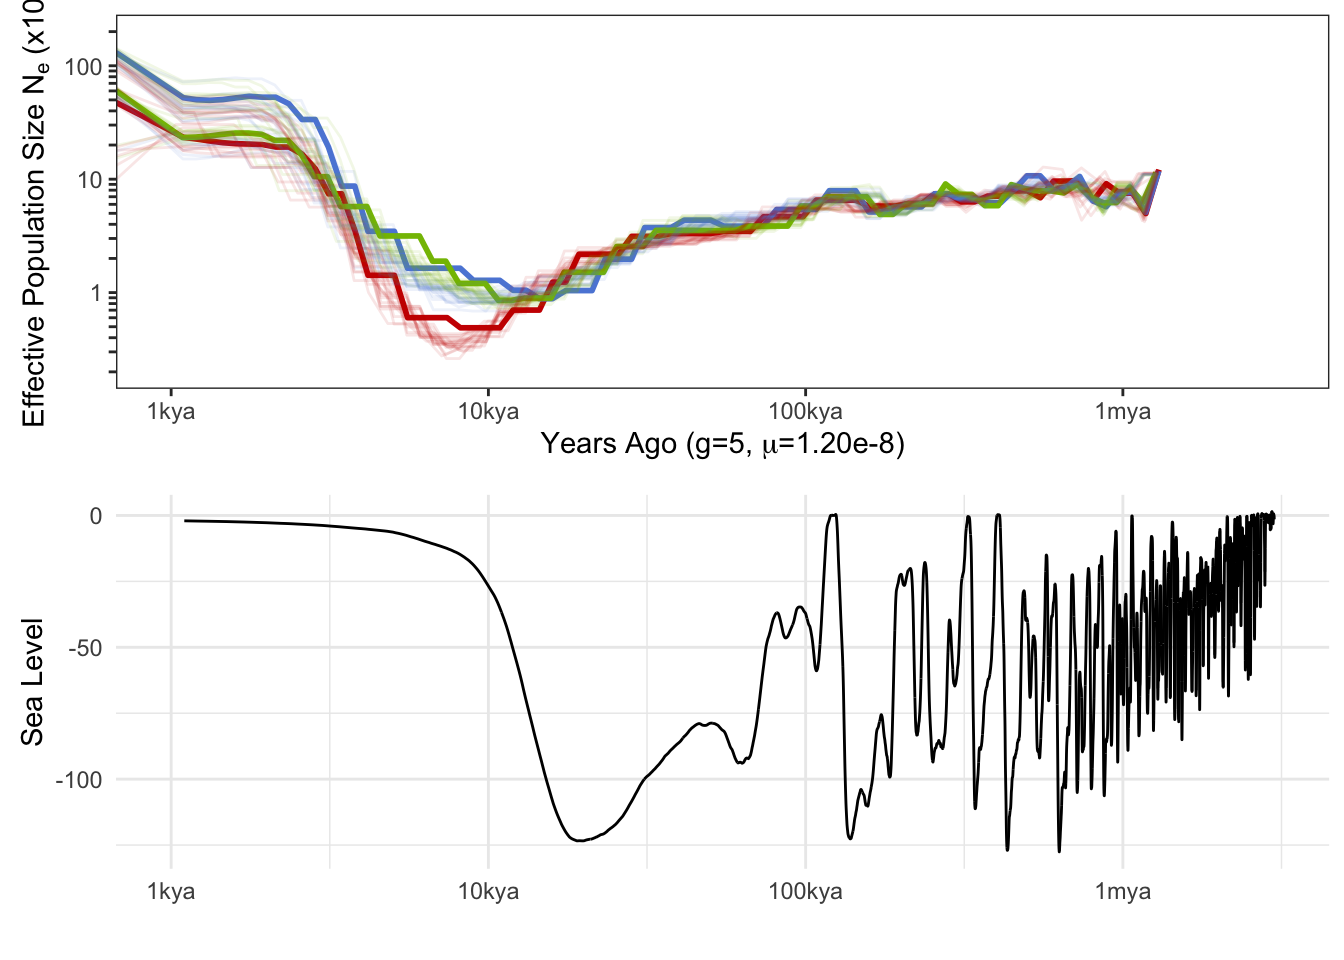 Effective Population Size Nₑ (x10
100
10
1
1kya 10kya 100kya 1mya
Years Ago (g=5, μ=1.20e-8)
Sea Level
0
-50
-100
1kya 10kya 100kya 1mya